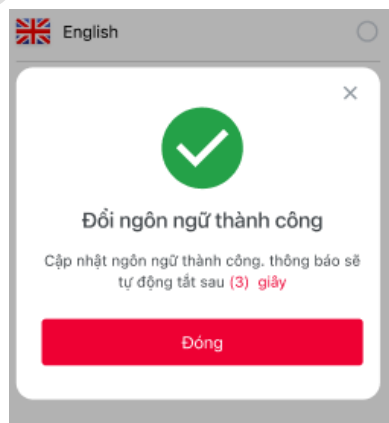 English
Đổi ngôn ngữ thành công
Cập nhật ngôn ngữ thành công. thông báo sẽ
tự động tắt sau (3) giây
Đóng